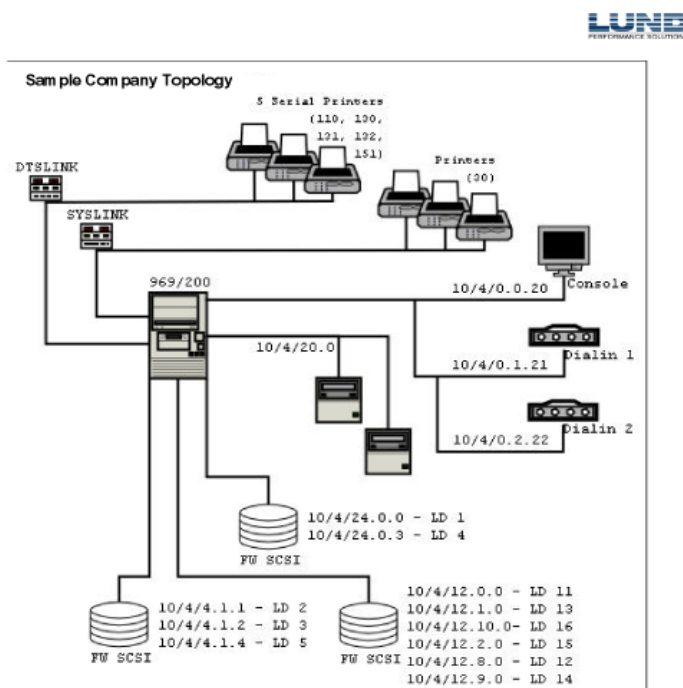 LUND
PERFORMANCE SOLUTIONS
Sample Company Topology
5 Serial Printers
(110, 130,
131, 132,
151)
Printers
(30)
DTSLINK
SYSLINK
969/200
10/4/0.0.20
Console
10/4/20.0
10/4/0.1.21
Dialin 1
10/4/0.2.22
Dialin 2
10/4/24.0.0 - LD 1
10/4/24.0.3 - LD 4
FW SCSI
10/4/4.1.1 - LD 2
10/4/4.1.2 - LD 3
10/4/4.1.4 - LD 5
FW SCSI
10/4/12.0.0 - LD 11
10/4/12.1.0 - LD 13
10/4/12.10.0- LD 16
10/4/12.2.0 - LD 15
10/4/12.8.0 - LD 12
10/4/12.9.0 - LD 14
FW SCSI